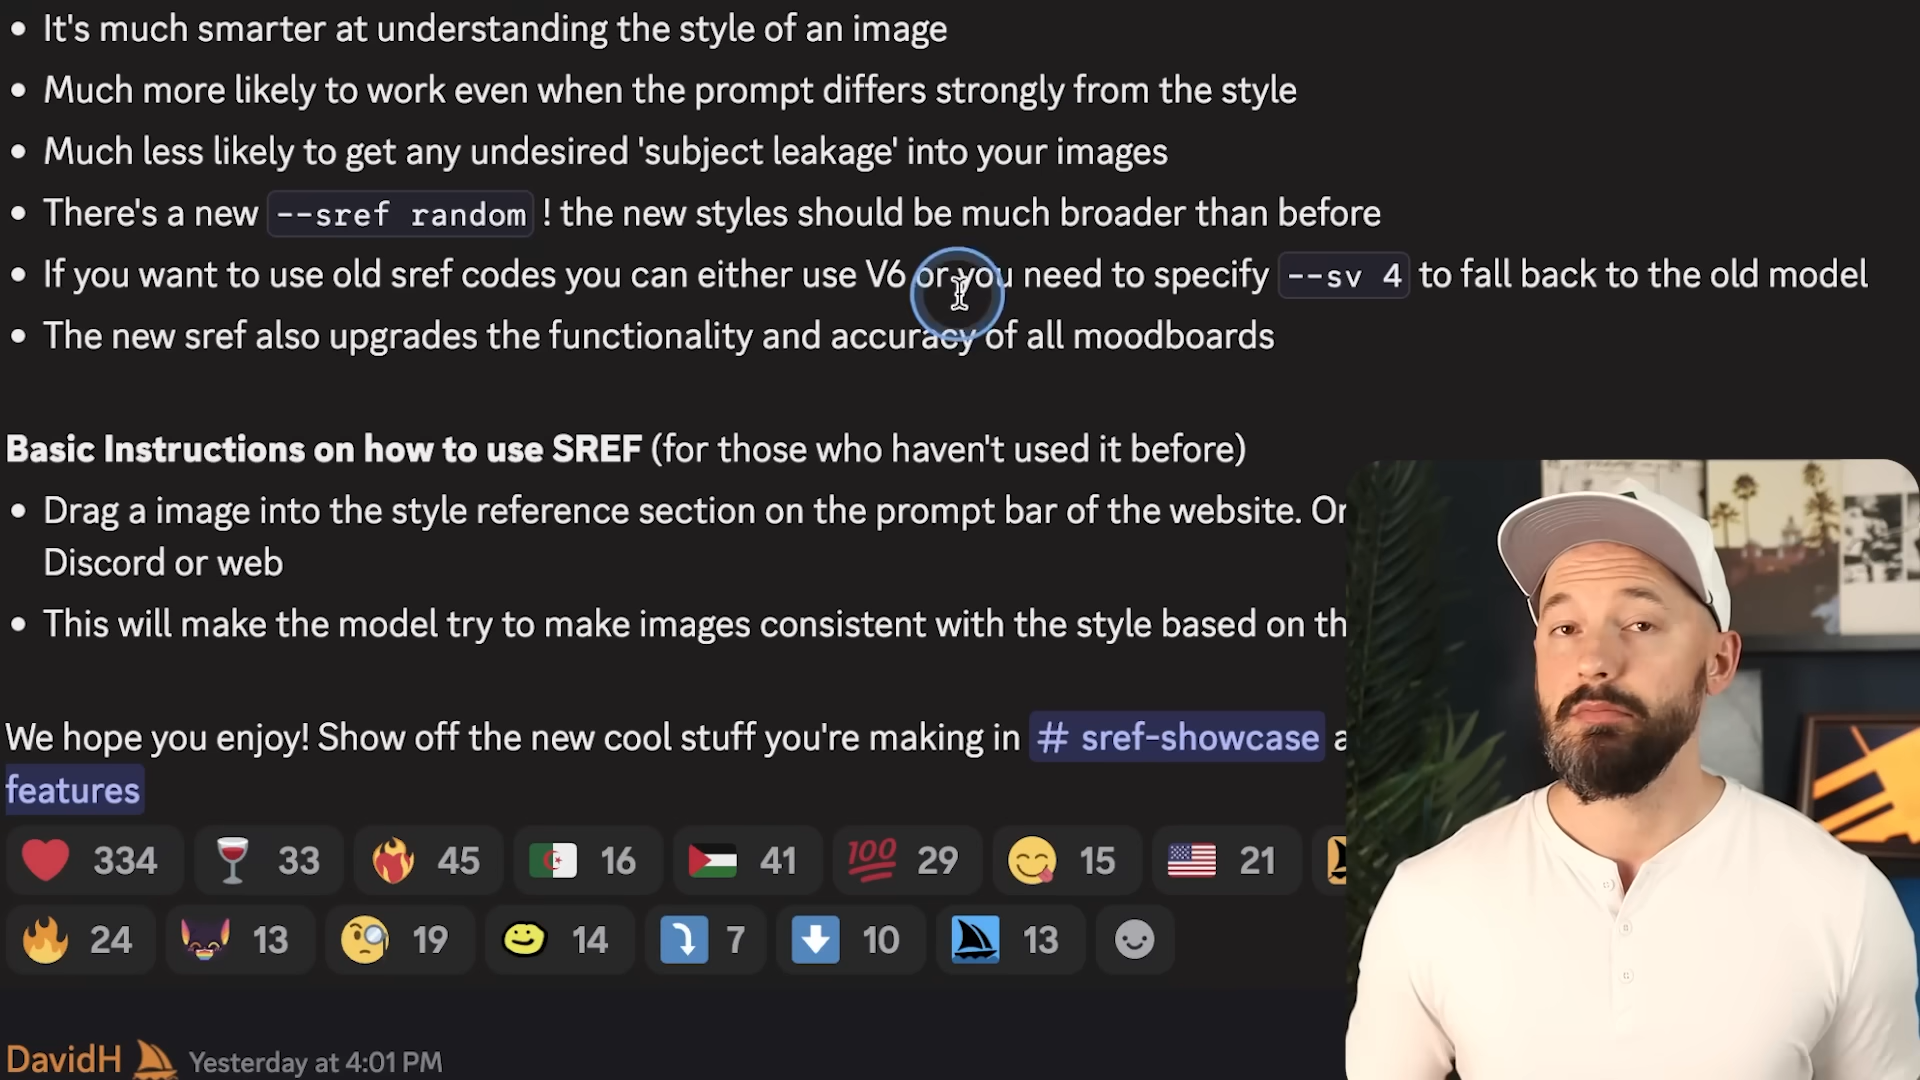 • It's much smarter at understanding the style of an image
• Much more likely to work even when the prompt differs strongly from the style
• Much less likely to get any undesired 'subject leakage' into your images
• There's a new --sref random ! the new styles should be much broader than before
• If you want to use old sref codes you can either use V6 or you need to specify --sv 4 to fall back to the old model
• The new sref also upgrades the functionality and accuracy of all moodboards
Basic Instructions on how to use SREF (for those who haven't used it before)
• Drag a image into the style reference section on the prompt bar of the website. Or
Discord or web
• This will make the model try to make images consistent with the style based on th
We hope you enjoy! Show off the new cool stuff you're making in # sref-showcase a
features
334 33 45 16 41 100 29 15 21
24 13 19 14 7 10 13
DavidH Yesterday at 4:01 PM